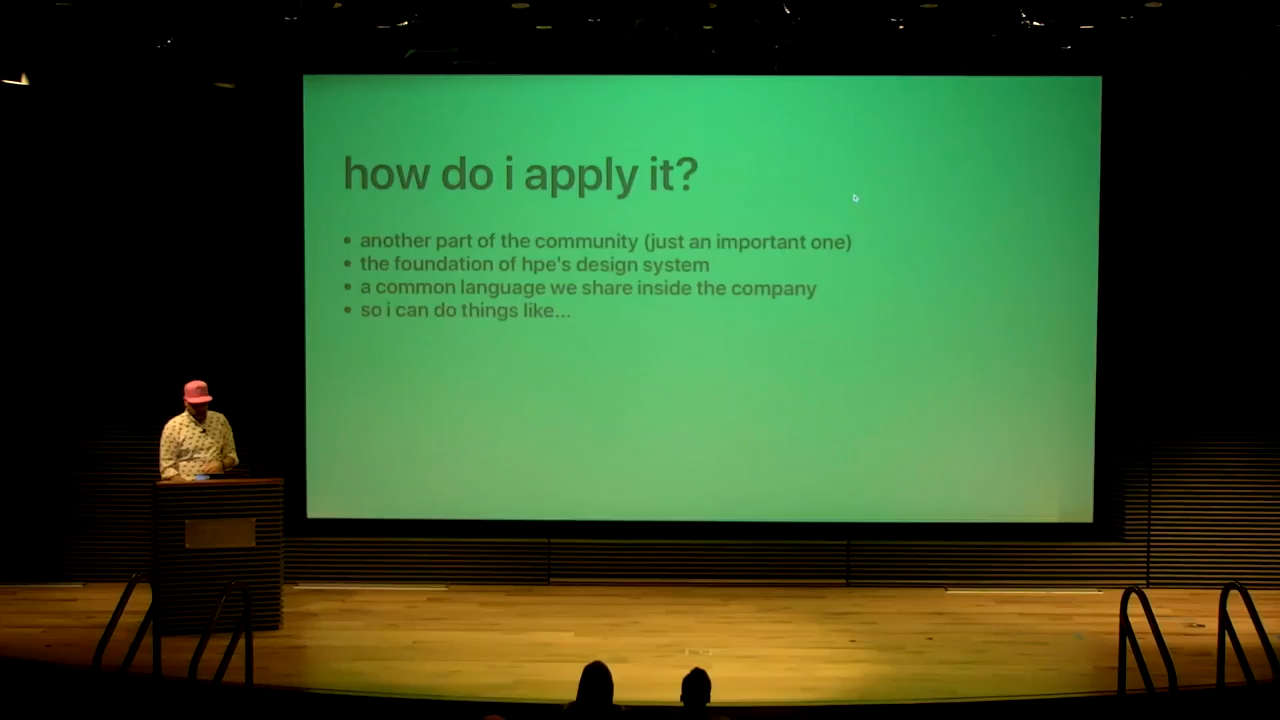 how do i apply it?
• another part of the community (just an important one)
• the foundation of hpe's design system
• a common language we share inside the company
• so i can do things like...